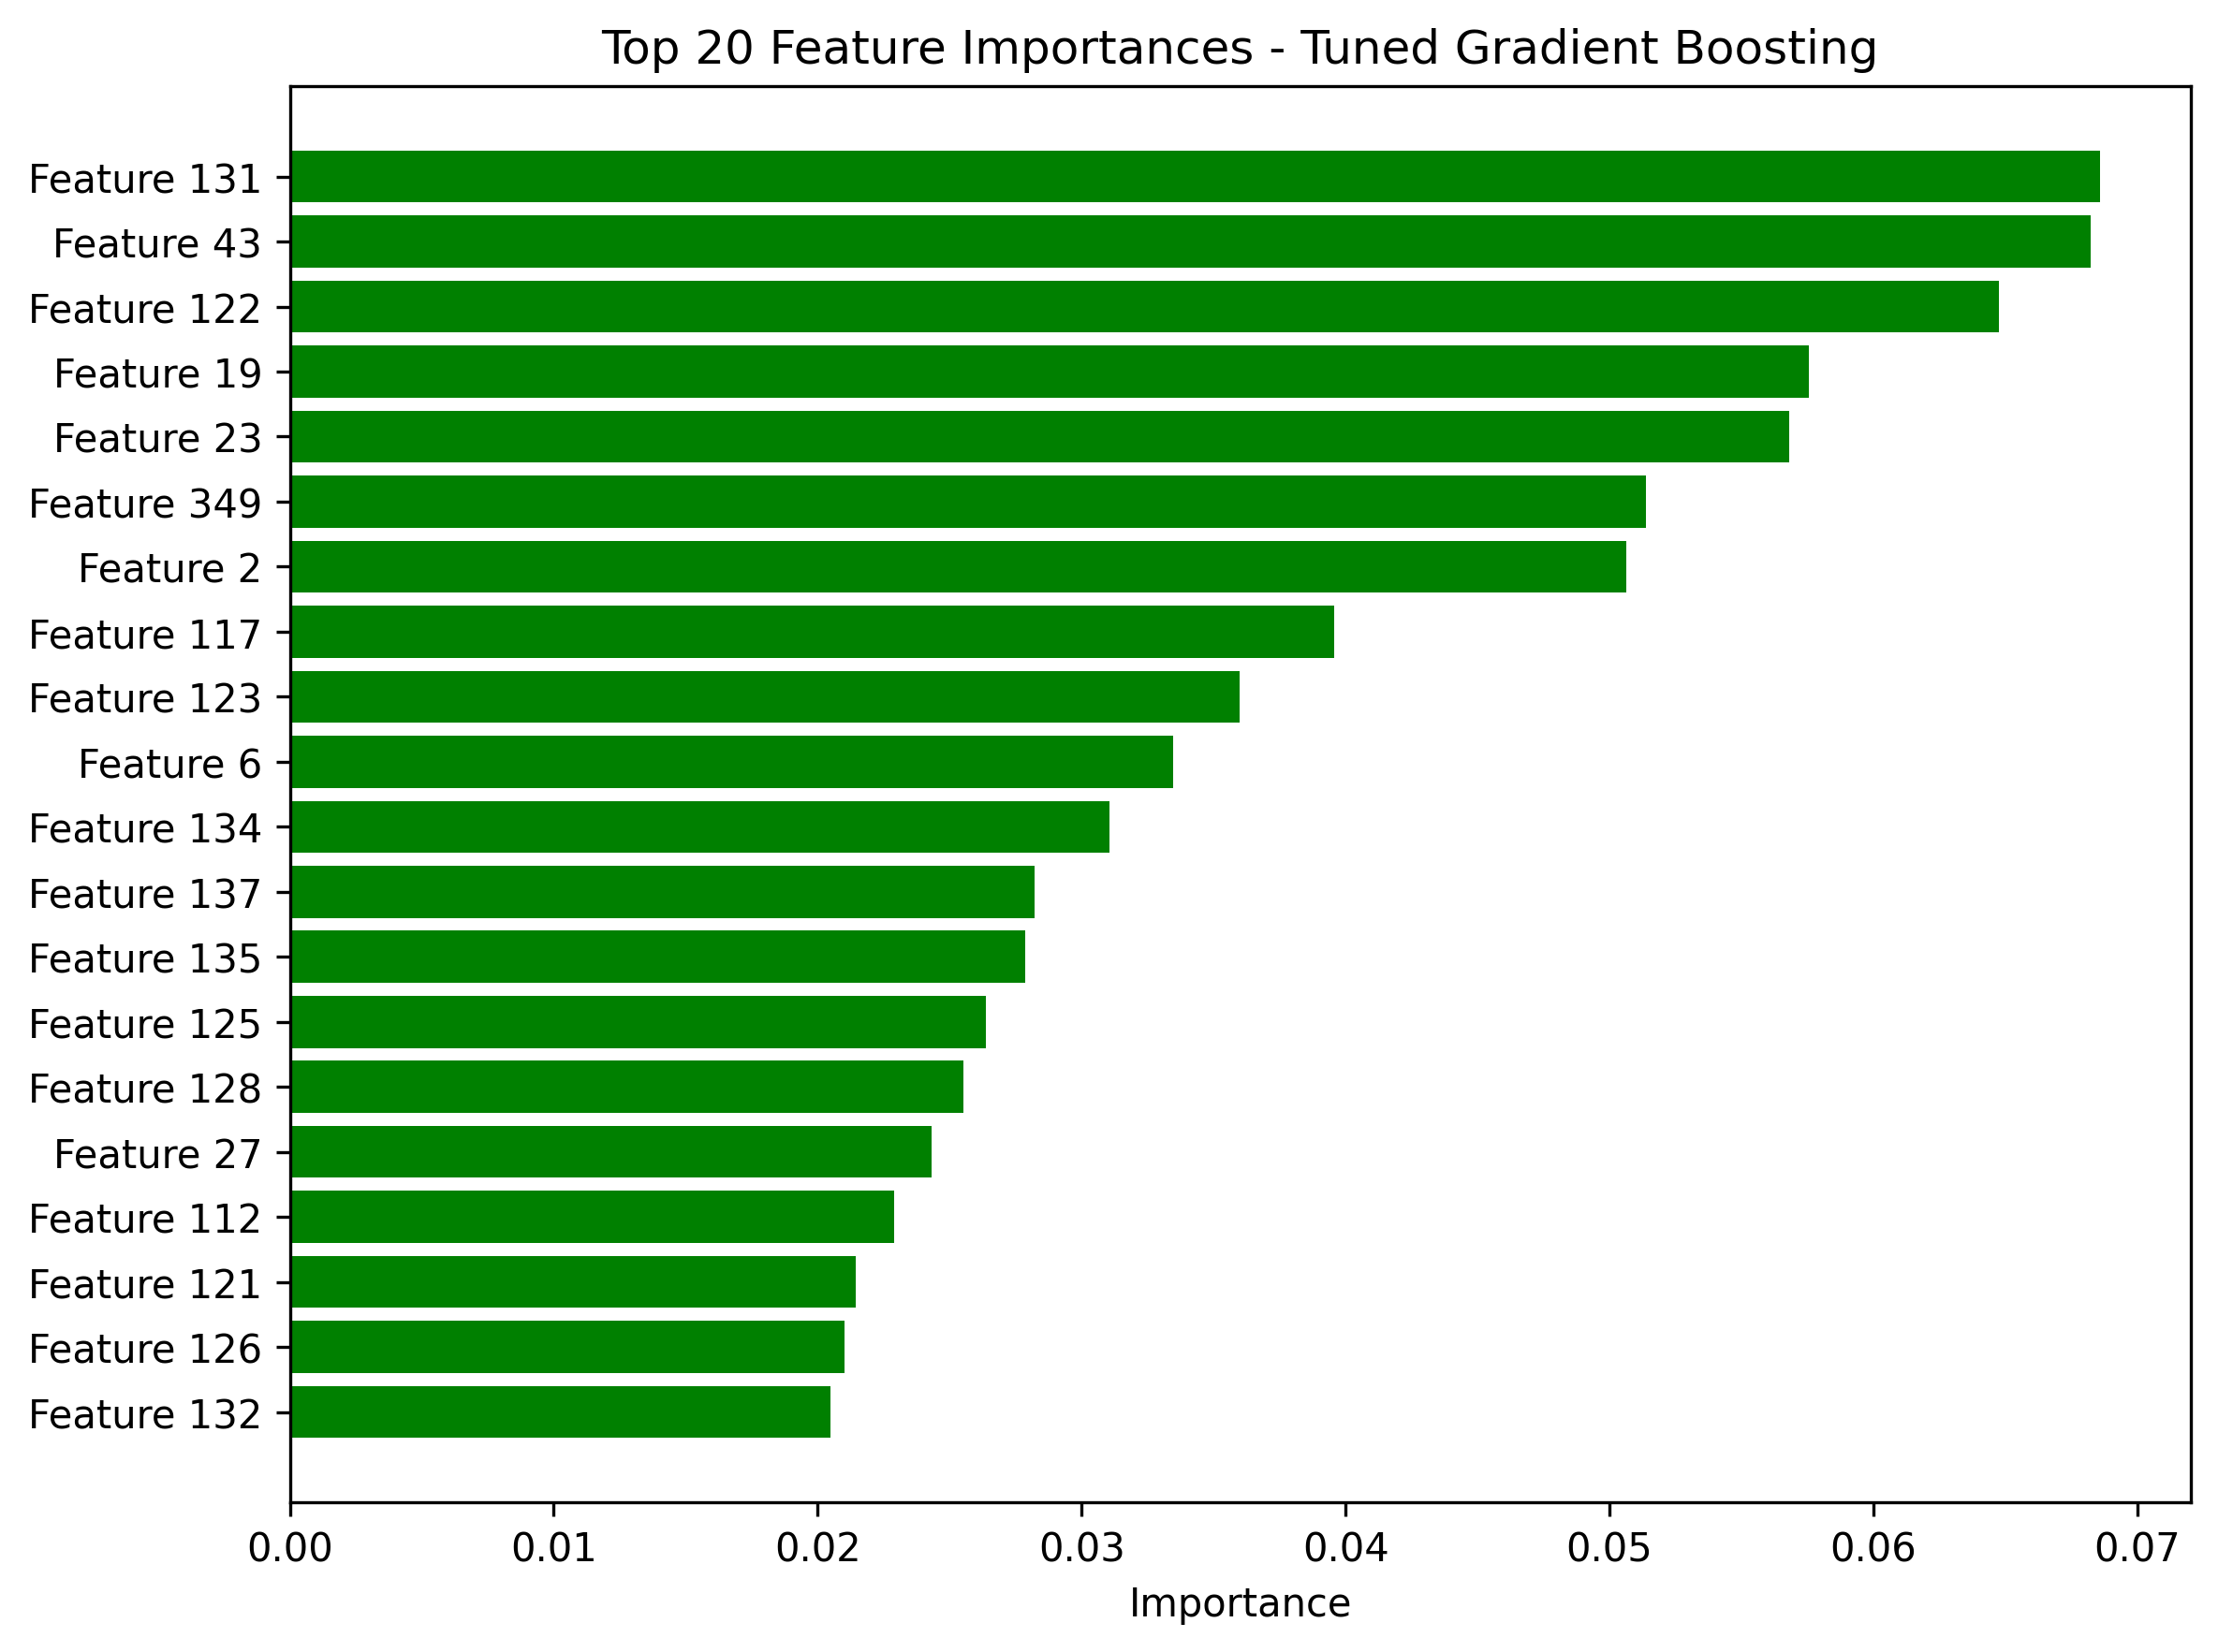 Top 20 Feature Importances - Tuned Gradient Boosting
Feature 131
Feature 43
Feature 122
Feature 19
Feature 23
Feature 349
Feature 2
Feature 117
Feature 123
Feature 6
Feature 134
Feature 137
Feature 135
Feature 125
Feature 128
Feature 27
Feature 112
Feature 121
Feature 126
Feature 132
0.00 0.01 0.02 0.03 0.04 0.05 0.06 0.07
Importance